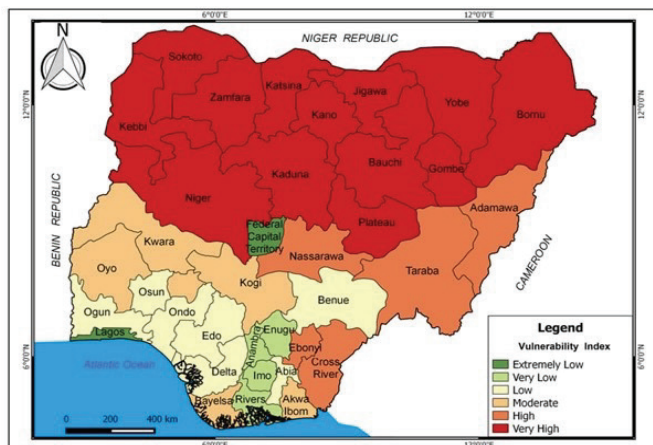 6°0'0"E
12°0'0"E
N
NIGER REPUBLIC
Sokoto
Katsina
Jigawa
Zamfara
Kano
Yobe
Bornu
12°0'0"N
12°0'0"N
Kebbi
Bauchi
Gombe
Kaduna
Niger
BENIN REPUBLIC
Plateau
Adamawa
Federal
Capital
Territory
Kwara
Nassarawa
CAMEROON
Oyo
Taraba
Kogi
Osun
Benue
Ogun
Ondo
Lagos
Edo
Enugu
Anambra
Ebonyi
Cross
River
6°0'0"N
6°0'0"N
Atlantic Ocean
Delta
Imo
Abia
Bayelsa
Rivers
Akwa
Ibom
0 200 400 km
Legend
Vulnerability Index
Extremely Low
Very Low
Low
Moderate
High
Very High
12°0'0"E